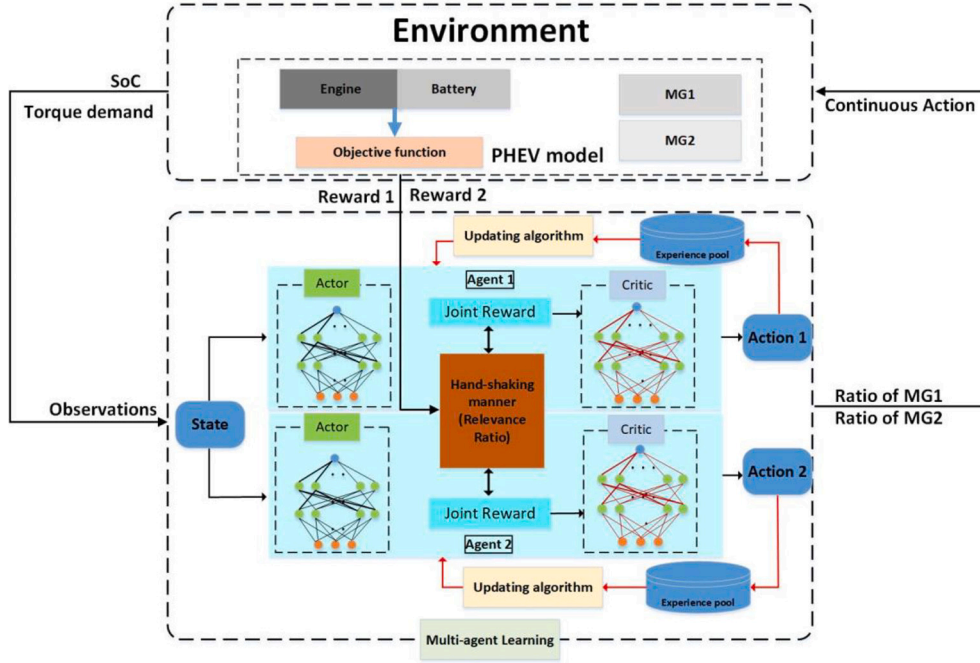 Environment
SoC
Torque demand
Engine
Battery
MG1
MG2
Continuous Action
Objective function
PHEV model
Reward 1
Reward 2
Updating algorithm
Experience pool
Actor
Agent 1
Critic
Joint Reward
Action 1
Hand-shaking
manner
(Relevance
Ratio)
Observations
State
Ratio of MG1
Ratio of MG2
Actor
Critic
Action 2
Joint Reward
Agent 2
Updating algorithm
Experience pool
Multi-agent Learning